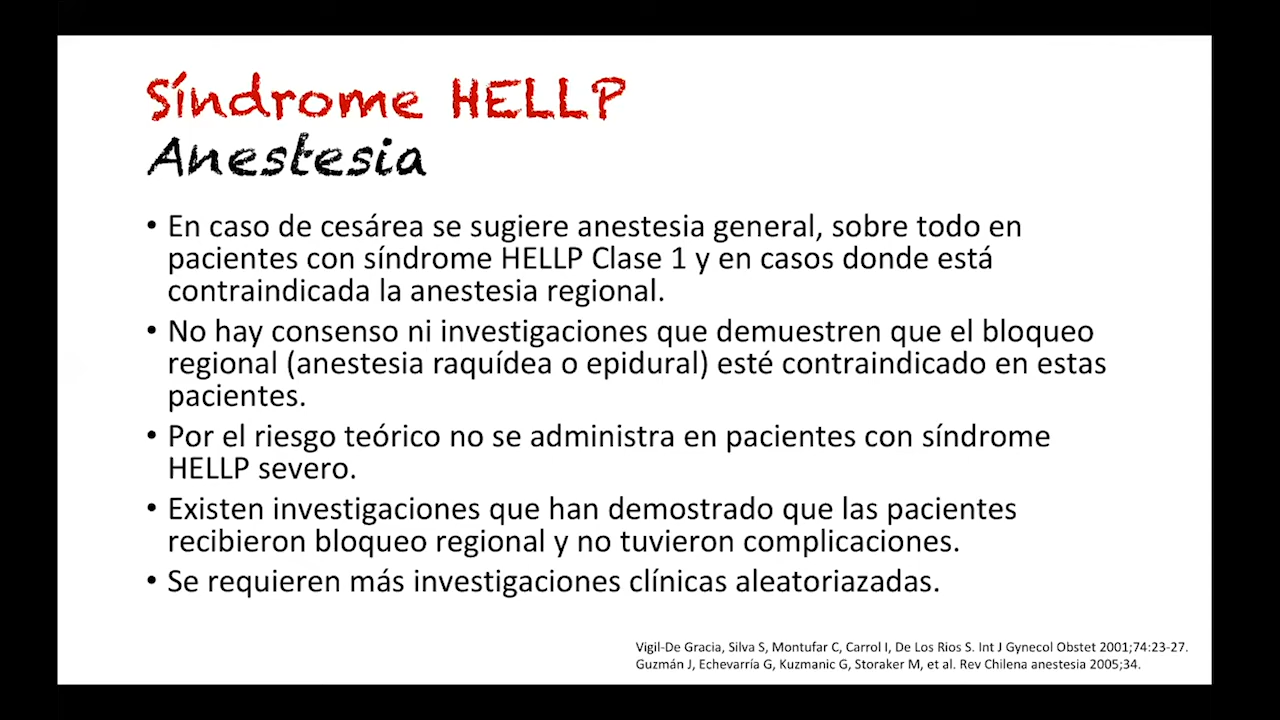 Síndrome HELLP
Anestesia
• En caso de cesárea se sugiere anestesia general, sobre todo en
pacientes con síndrome HELLP Clase 1 y en casos donde está
contraindicada la anestesia regional.
• No hay consenso ni investigaciones que demuestren que el bloqueo
regional (anestesia raquídea o epidural) esté contraindicado en estas
pacientes.
• Por el riesgo teórico no se administra en pacientes con síndrome
HELLP severo.
• Existen investigaciones que han demostrado que las pacientes
recibieron bloqueo regional y no tuvieron complicaciones.
• Se requieren más investigaciones clínicas aleatoriazadas.
Vigil-De Gracia, Silva S, Montufar C, Carrol I, De Los Rios S. Int J Gynecol Obstet 2001;74:23-27.
Guzmán J, Echevarría G, Kuzmanic G, Storaker M, et al. Rev Chilena anestesia 2005;34.